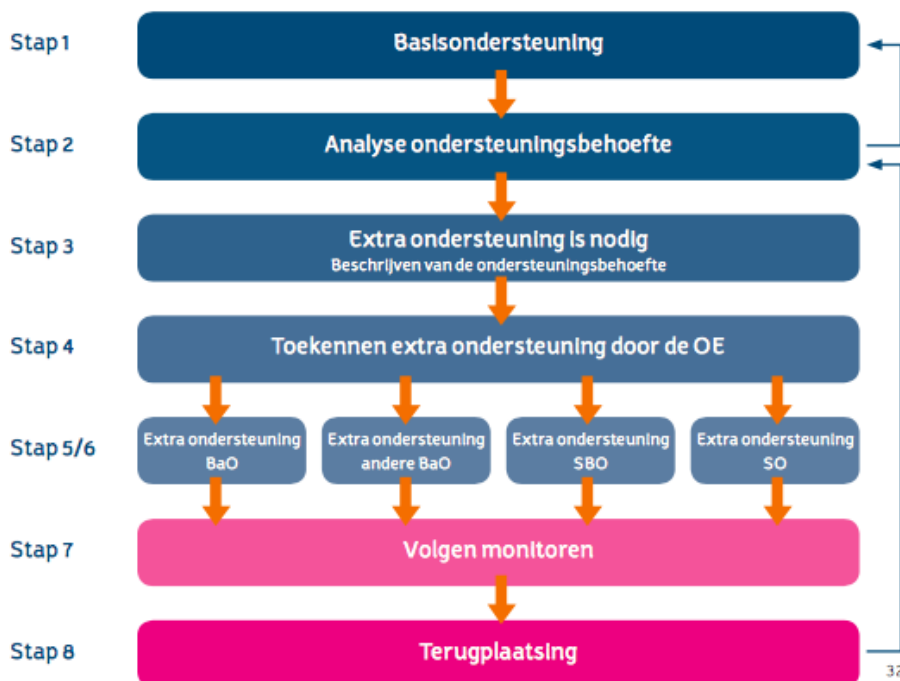 Stap 1
Basisondersteuning
Stap 2
Analyse ondersteuningsbehoefte
Stap 3
Extra ondersteuning is nodig
Beschrijven van de ondersteuningsbehoefte
Stap 4
Toekennen extra ondersteuning door de OE
Stap 5/6
Extra ondersteuning
BaO
Extra ondersteuning
andere BaO
Extra ondersteuning
SBO
Extra ondersteuning
SO
Stap 7
Volgen monitoren
Stap 8
Terugplaatsing
32